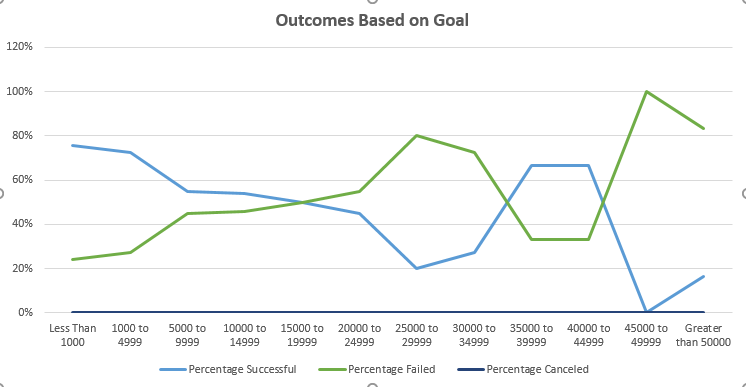 Outcomes Based on Goal
120%
100%
80%
60%
40%
20%
0%
Less Than 1000
1000 to 4999
5000 to 9999
10000 to 14999
15000 to 19999
20000 to 24999
25000 to 29999
30000 to 34999
35000 to 39999
40000 to 44999
45000 to 49999
Greater than 50000
Percentage Successful
Percentage Failed
Percentage Canceled